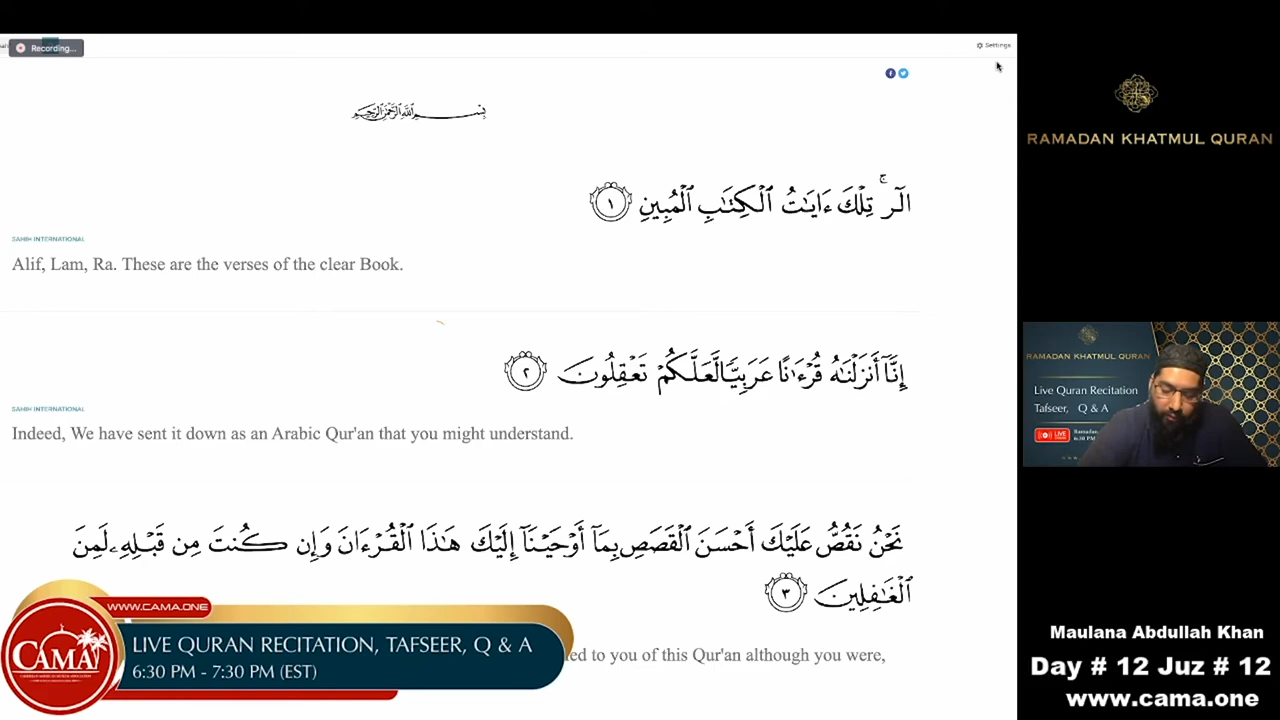 Recording...
Settings
بِسْمِ ٱللَّهِ ٱلرَّحْمَٰنِ ٱلرَّحِيمِ
الٓر ۚ تِلْكَ ءَايَٰتُ ٱلْكِتَٰبِ ٱلْمُبِينِ ١
SAHIH INTERNATIONAL
Alif, Lam, Ra. These are the verses of the clear Book.
إِنَّآ أَنزَلْنَٰهُ قُرْءَٰنًا عَرَبِيًّا لَّعَلَّكُمْ تَعْقِلُونَ ٢
SAHIH INTERNATIONAL
Indeed, We have sent it down as an Arabic Qur'an that you might understand.
نَحْنُ نَقُصُّ عَلَيْكَ أَحْسَنَ ٱلْقَصَصِ بِمَآ أَوْحَيْنَآ إِلَيْكَ هَٰذَا ٱلْقُرْءَانَ وَإِن كُنتَ مِن قَبْلِهِۦ لَمِنَ
ٱلْغَٰفِلِينَ ٣
to you of this Qur'an although you were,
WWW.CAMA.ONE
CAMA
LIVE QURAN RECITATION, TAFSEER, Q & A
6:30 PM - 7:30 PM (EST)
RAMADAN KHATMUL QURAN
RAMADAN KHATMUL QURAN
Live Quran Recitation
Tafseer, Q & A
LIVE
Ramadan
6:30 PM
Maulana Abdullah Khan
Day # 12 Juz # 12
www.cama.one